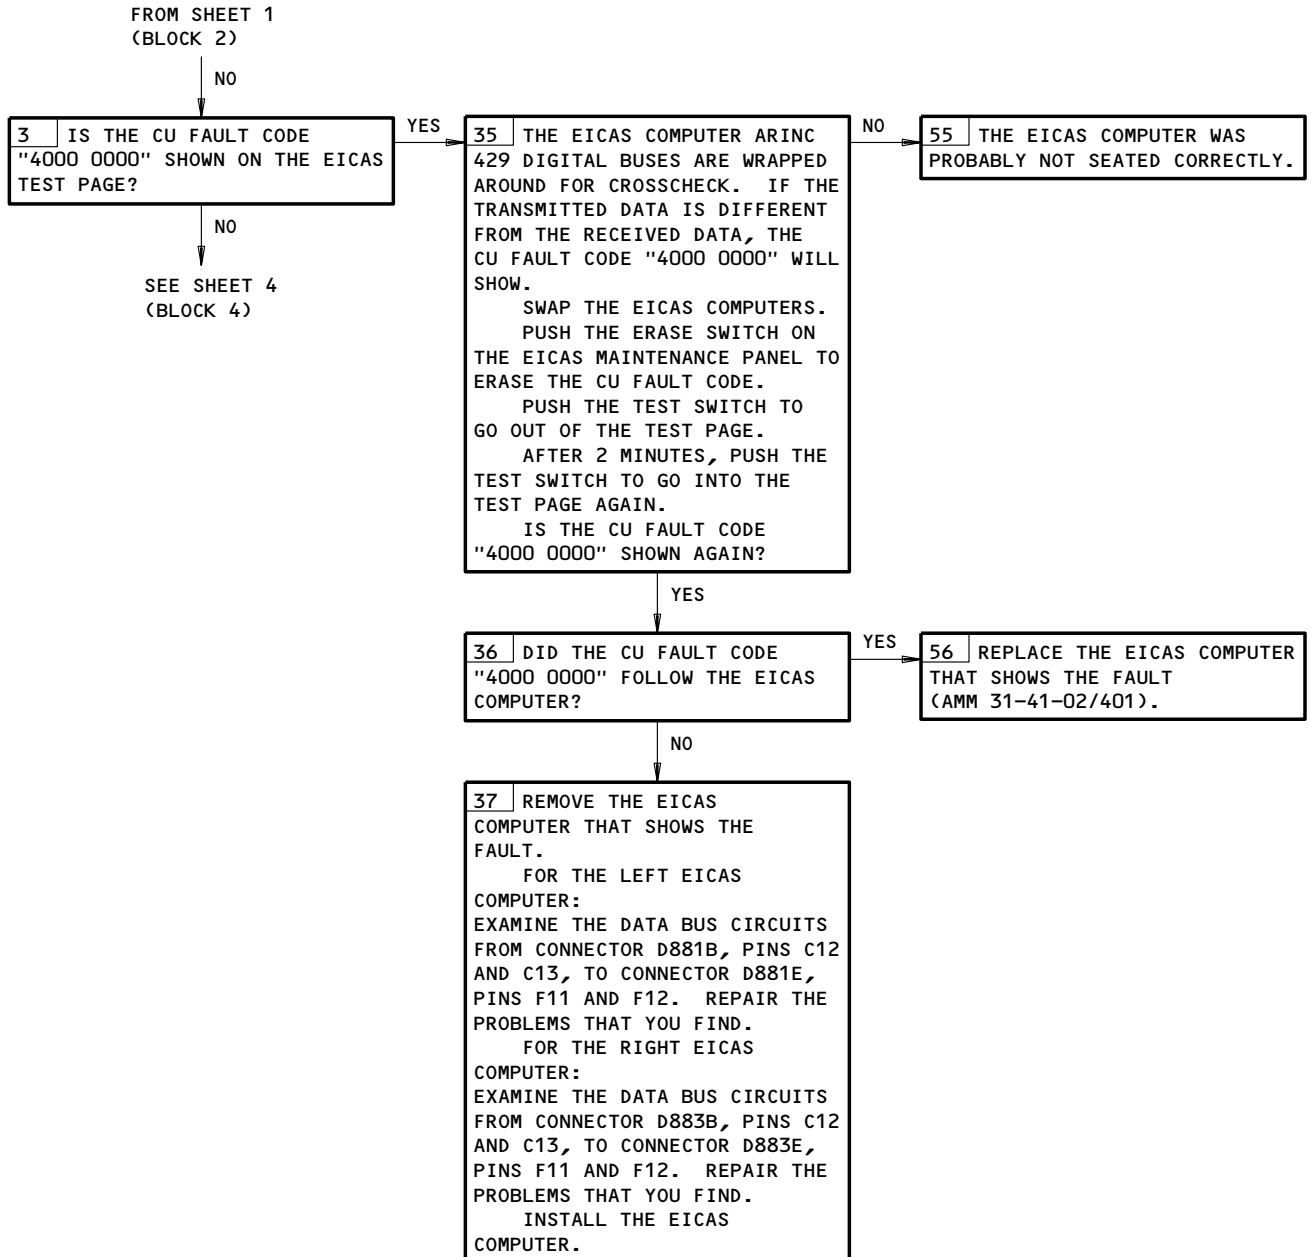 FROM SHEET 1
(BLOCK 2)
NO
3 IS THE CU FAULT CODE
"4000 0000" SHOWN ON THE EICAS
TEST PAGE?
YES
NO
SEE SHEET 4
(BLOCK 4)
35 THE EICAS COMPUTER ARINC
429 DIGITAL BUSES ARE WRAPPED
AROUND FOR CROSSCHECK. IF THE
TRANSMITTED DATA IS DIFFERENT
FROM THE RECEIVED DATA, THE
CU FAULT CODE "4000 0000" WILL
SHOW.
SWAP THE EICAS COMPUTERS.
PUSH THE ERASE SWITCH ON
THE EICAS MAINTENANCE PANEL TO
ERASE THE CU FAULT CODE.
PUSH THE TEST SWITCH TO
GO OUT OF THE TEST PAGE.
AFTER 2 MINUTES, PUSH THE
TEST SWITCH TO GO INTO THE
TEST PAGE AGAIN.
IS THE CU FAULT CODE
"4000 0000" SHOWN AGAIN?
NO
55 THE EICAS COMPUTER WAS
PROBABLY NOT SEATED CORRECTLY.
YES
36 DID THE CU FAULT CODE
"4000 0000" FOLLOW THE EICAS
COMPUTER?
YES
56 REPLACE THE EICAS COMPUTER
THAT SHOWS THE FAULT
(AMM 31-41-02/401).
NO
37 REMOVE THE EICAS
COMPUTER THAT SHOWS THE
FAULT.
FOR THE LEFT EICAS
COMPUTER:
EXAMINE THE DATA BUS CIRCUITS
FROM CONNECTOR D881B, PINS C12
AND C13, TO CONNECTOR D881E,
PINS F11 AND F12. REPAIR THE
PROBLEMS THAT YOU FIND.
FOR THE RIGHT EICAS
COMPUTER:
EXAMINE THE DATA BUS CIRCUITS
FROM CONNECTOR D883B, PINS C12
AND C13, TO CONNECTOR D883E,
PINS F11 AND F12. REPAIR THE
PROBLEMS THAT YOU FIND.
INSTALL THE EICAS
COMPUTER.